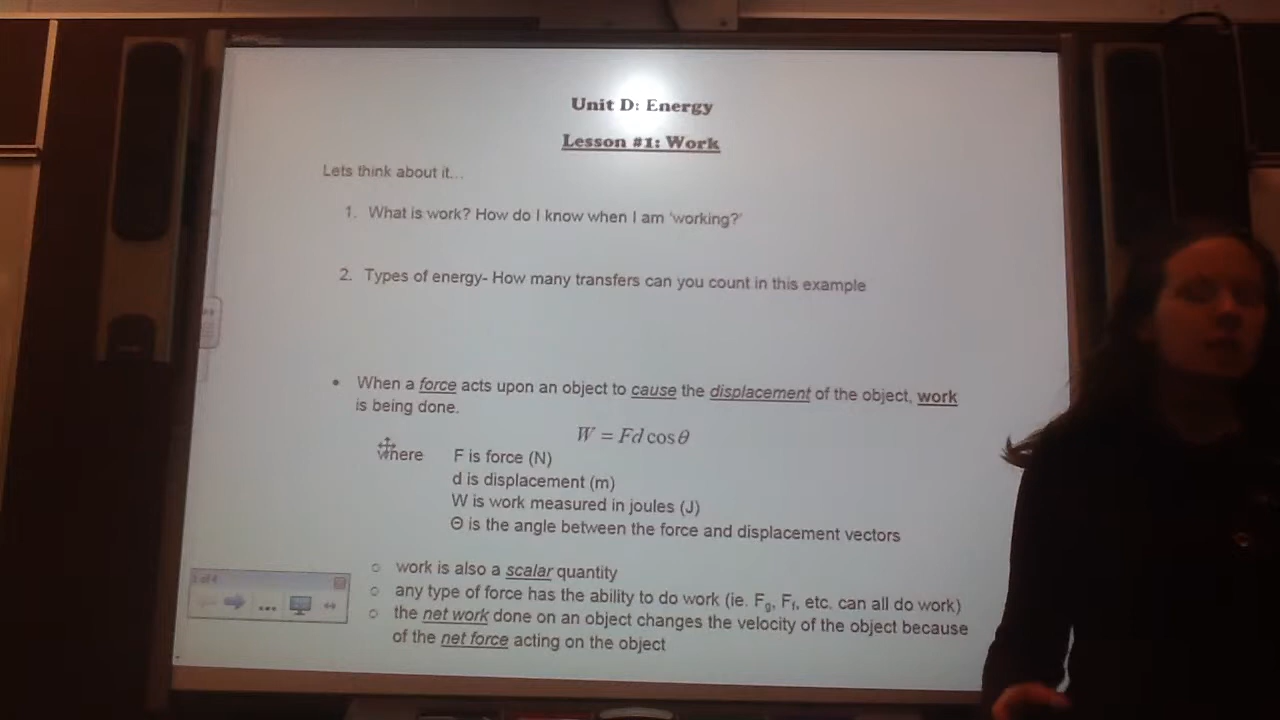 Unit D: Energy
Lesson #1: Work
Lets think about it...
1. What is work? How do I know when I am 'working?'
2. Types of energy- How many transfers can you count in this example
• When a force acts upon an object to cause the displacement of the object, work
is being done.
W = Fd cosθ
where F is force (N)
d is displacement (m)
W is work measured in joules (J)
Θ is the angle between the force and displacement vectors
○ work is also a scalar quantity
○ any type of force has the ability to do work (ie. Fg, Ff, etc. can all do work)
○ the net work done on an object changes the velocity of the object because
of the net force acting on the object
1 of 4